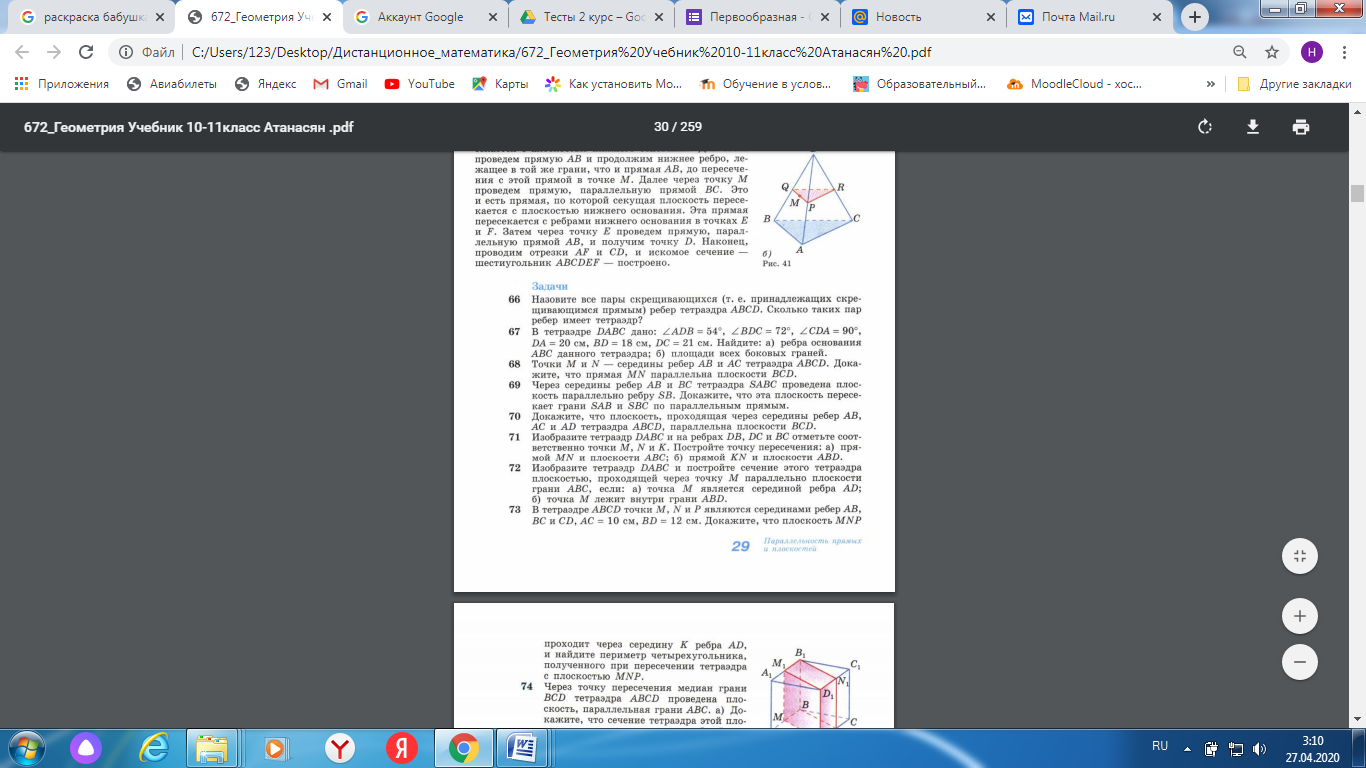 раскраска бабушка
672_Геометрия Уч
Аккаунт Google
Тесты 2 курс – Goo
Первообразная - G
Новость
Почта Mail.ru
Файл | C:/Users/123/Desktop/Дистанционное_математика/672_Геометрия%20Учебник%2010-11класс%20Атанасян%20.pdf
H
Приложения
Авиабилеты
Яндекс
Gmail
YouTube
Карты
Как установить Mo...
Обучение в услов...
Образовательный...
MoodleCloud - хос...
»
Другие закладки
672_Геометрия Учебник 10-11класс Атанасян .pdf
30 / 259
проведем прямую AB и продолжим нижнее ребро, ле-
жащее в той же грани, что и прямая AB, до пересече-
ния с этой прямой в точке M. Далее через точку M
проведем прямую, параллельную прямой BC. Это
и есть прямая, по которой секущая плоскость пересе-
кается с плоскостью нижнего основания. Эта прямая
пересекается с ребрами нижнего основания в точках E
и F. Затем через точку E проведем прямую, парал-
лельную прямой AB, и получим точку D. Наконец,
проводим отрезки AF и CD, и искомое сечение —
шестиугольник ABCDEF — построено.
Q
R
M
P
B
C
A
б)
Рис. 41
Задачи
66 Назовите все пары скрещивающихся (т. е. принадлежащих скре-
щивающимся прямым) ребер тетраэдра ABCD. Сколько таких пар
ребер имеет тетраэдр?
67 В тетраэдре DABC дано: ∠ADB = 54°, ∠BDC = 72°, ∠CDA = 90°,
DA = 20 см, BD = 18 см, DC = 21 см. Найдите: а) ребра основания
ABC данного тетраэдра; б) площади всех боковых граней.
68 Точки M и N — середины ребер AB и AC тетраэдра ABCD. Дока-
жите, что прямая MN параллельна плоскости BCD.
69 Через середины ребер AB и BC тетраэдра SABC проведена плос-
кость параллельно ребру SB. Докажите, что эта плоскость пересе-
кает грани SAB и SBC по параллельным прямым.
70 Докажите, что плоскость, проходящая через середины ребер AB,
AC и AD тетраэдра ABCD, параллельна плоскости BCD.
71 Изобразите тетраэдр DABC и на ребрах DB, DC и BC отметьте соот-
ветственно точки M, N и K. Постройте точку пересечения: а) пря-
мой MN и плоскости ABC; б) прямой KN и плоскости ABD.
72 Изобразите тетраэдр DABC и постройте сечение этого тетраэдра
плоскостью, проходящей через точку M параллельно плоскости
грани ABC, если: а) точка M является серединой ребра AD;
б) точка M лежит внутри грани ABD.
73 В тетраэдре ABCD точки M, N и P являются серединами ребер AB,
BC и CD, AC = 10 см, BD = 12 см. Докажите, что плоскость MNP
29 Параллельность прямых
и плоскостей
проходит через середину K ребра AD,
и найдите периметр четырехугольника,
полученного при пересечении тетраэдра
с плоскостью MNP.
74 Через точку пересечения медиан грани
BCD тетраэдра ABCD проведена пло-
скость, параллельная грани ABC. а) До-
кажите, что сечение тетраэдра этой пло-
B₁
M₁
C₁
A₁
N₁
D₁
B
M
C
RU
3:10
27.04.2020